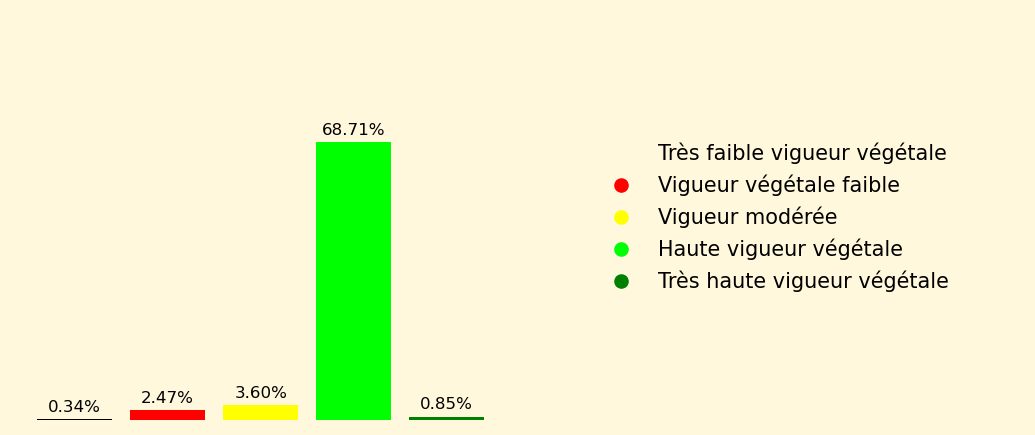 68.71%
0.34%
2.47%
3.60%
0.85%
Très faible vigueur végétale
Vigueur végétale faible
Vigueur modérée
Haute vigueur végétale
Très haute vigueur végétale